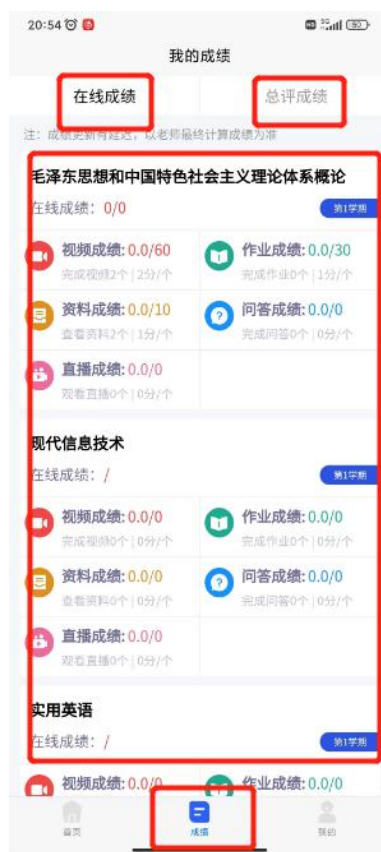 20:54
5G
50
我的成绩
在线成绩 总评成绩
注：成绩更新有延迟，以老师最终计算成绩为准
毛泽东思想和中国特色社会主义理论体系概论
在线成绩：0/0 第1学期
视频成绩:0.0/60 作业成绩:0.0/30
完成视频2个|2分/个 完成作业0个|1分/个
资料成绩:0.0/10 问答成绩:0.0/0
查看资料2个|1分/个 完成问答0个|0分/个
直播成绩:0.0/0
观看直播0个|0分/个
现代信息技术
在线成绩：/ 第1学期
视频成绩:0.0/0 作业成绩:0.0/0
完成视频0个|0分/个 完成作业0个|0分/个
资料成绩:0.0/0 问答成绩:0.0/0
查看资料0个|0分/个 完成问答0个|0分/个
直播成绩:0.0/0
观看直播0个|0分/个
实用英语
在线成绩：/ 第1学期
视频成绩:0.0/0 作业成绩:0.0/0
首页 成绩 我的